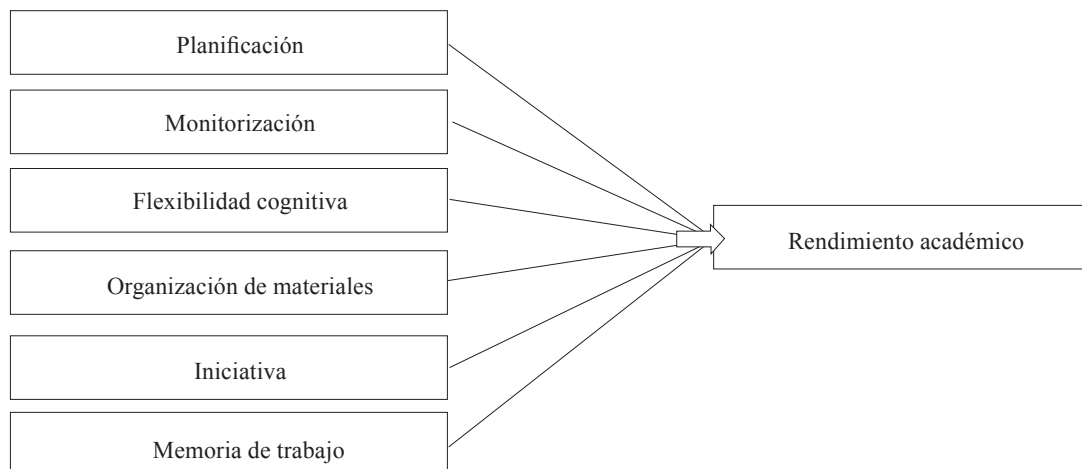 Planificación
Monitorización
Flexibilidad cognitiva
Organización de materiales
Iniciativa
Memoria de trabajo
Rendimiento académico